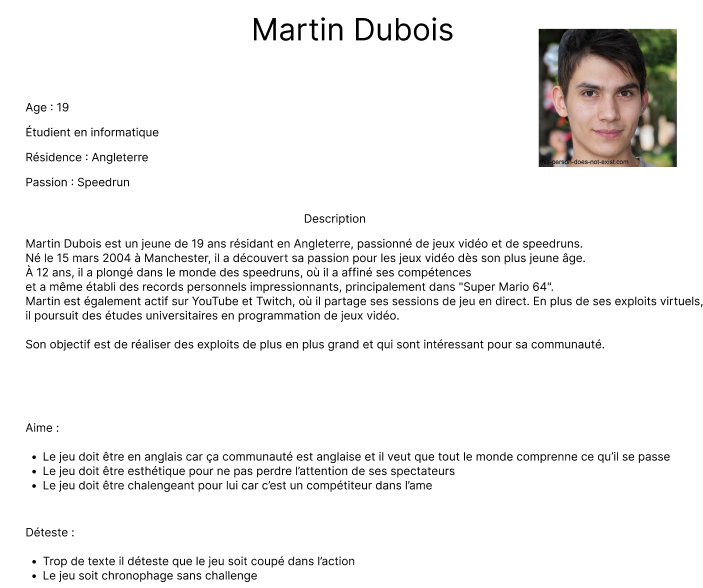 Martin Dubois
this-person-does-not-exist.com
Age : 19
Étudient en informatique
Résidence : Angleterre
Passion : Speedrun
Description
Martin Dubois est un jeune de 19 ans résidant en Angleterre, passionné de jeux vidéo et de speedruns.
Né le 15 mars 2004 à Manchester, il a découvert sa passion pour les jeux vidéo dès son plus jeune âge.
À 12 ans, il a plongé dans le monde des speedruns, où il a affiné ses compétences
et a même établi des records personnels impressionnants, principalement dans "Super Mario 64".
Martin est également actif sur YouTube et Twitch, où il partage ses sessions de jeu en direct. En plus de ses exploits virtuels,
il poursuit des études universitaires en programmation de jeux vidéo.
Son objectif est de réaliser des exploits de plus en plus grand et qui sont intéressant pour sa communauté.
Aime :
• Le jeu doit être en anglais car ça communauté est anglaise et il veut que tout le monde comprenne ce qu’il se passe
• Le jeu doit être esthétique pour ne pas perdre l’attention de ses spectateurs
• Le jeu doit être chalengeant pour lui car c’est un compétiteur dans l’ame
Déteste :
• Trop de texte il déteste que le jeu soit coupé dans l’action
• Le jeu soit chronophage sans challenge